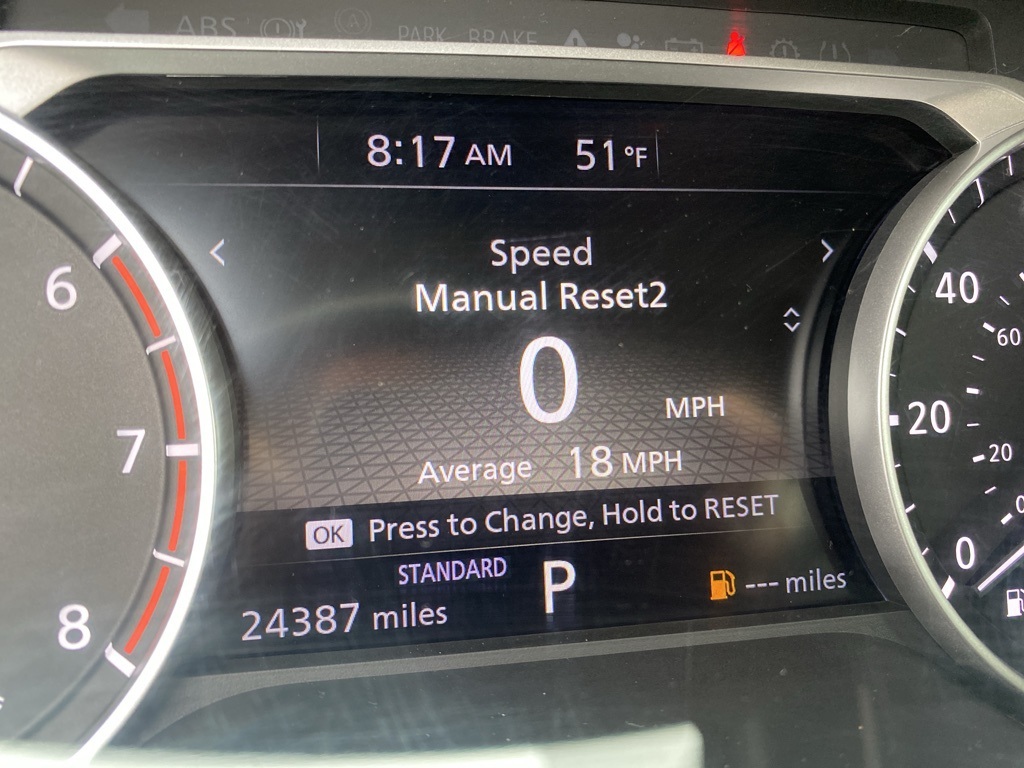 ABS
PARK BRAKE
8:17 AM 51°F
Speed
Manual Reset2
0 MPH
Average 18 MPH
OK Press to Change, Hold to RESET
STANDARD P
24387 miles
--- miles
6
7
8
40
60
20
20
0
0